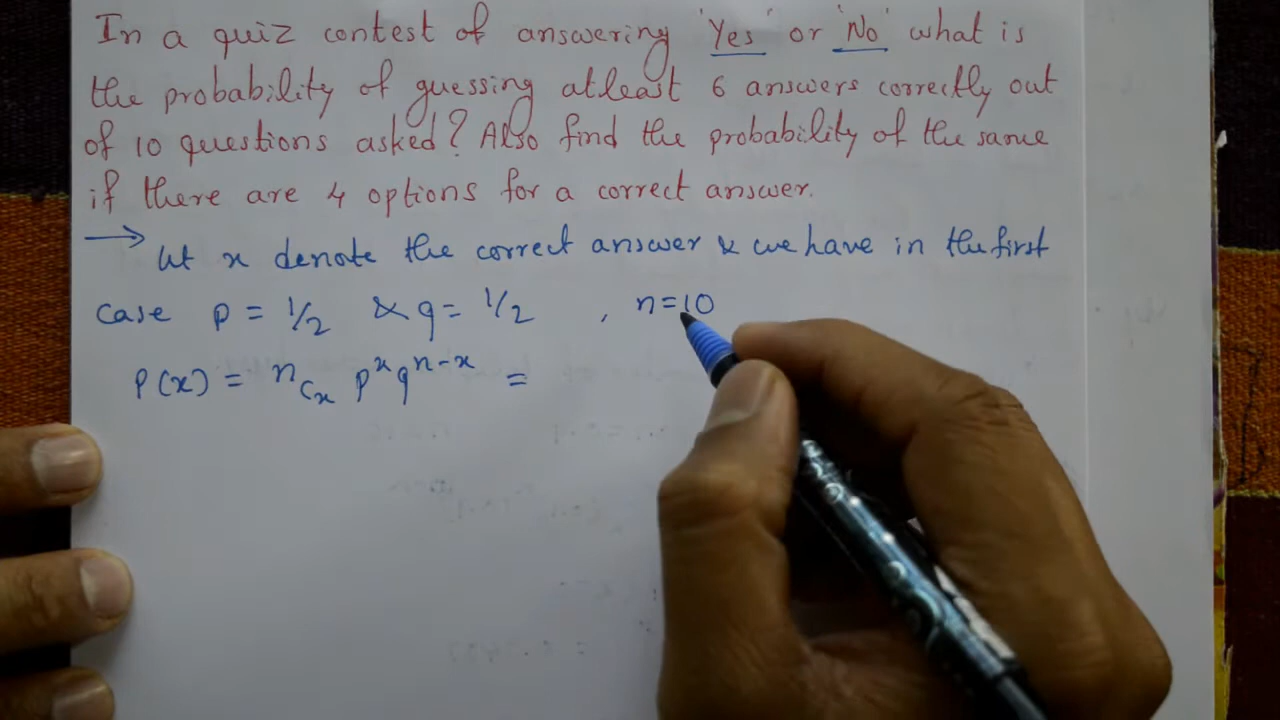 In a quiz contest of answering 'Yes' or 'No' what is
the probability of guessing atleast 6 answers correctly out
of 10 questions asked? Also find the probability of the same
if there are 4 options for a correct answer.
→ let x denote the correct answer & we have in the first
case p = 1/2 & q = 1/2 , n=10
P(x) = nCx p^x q^n-x =